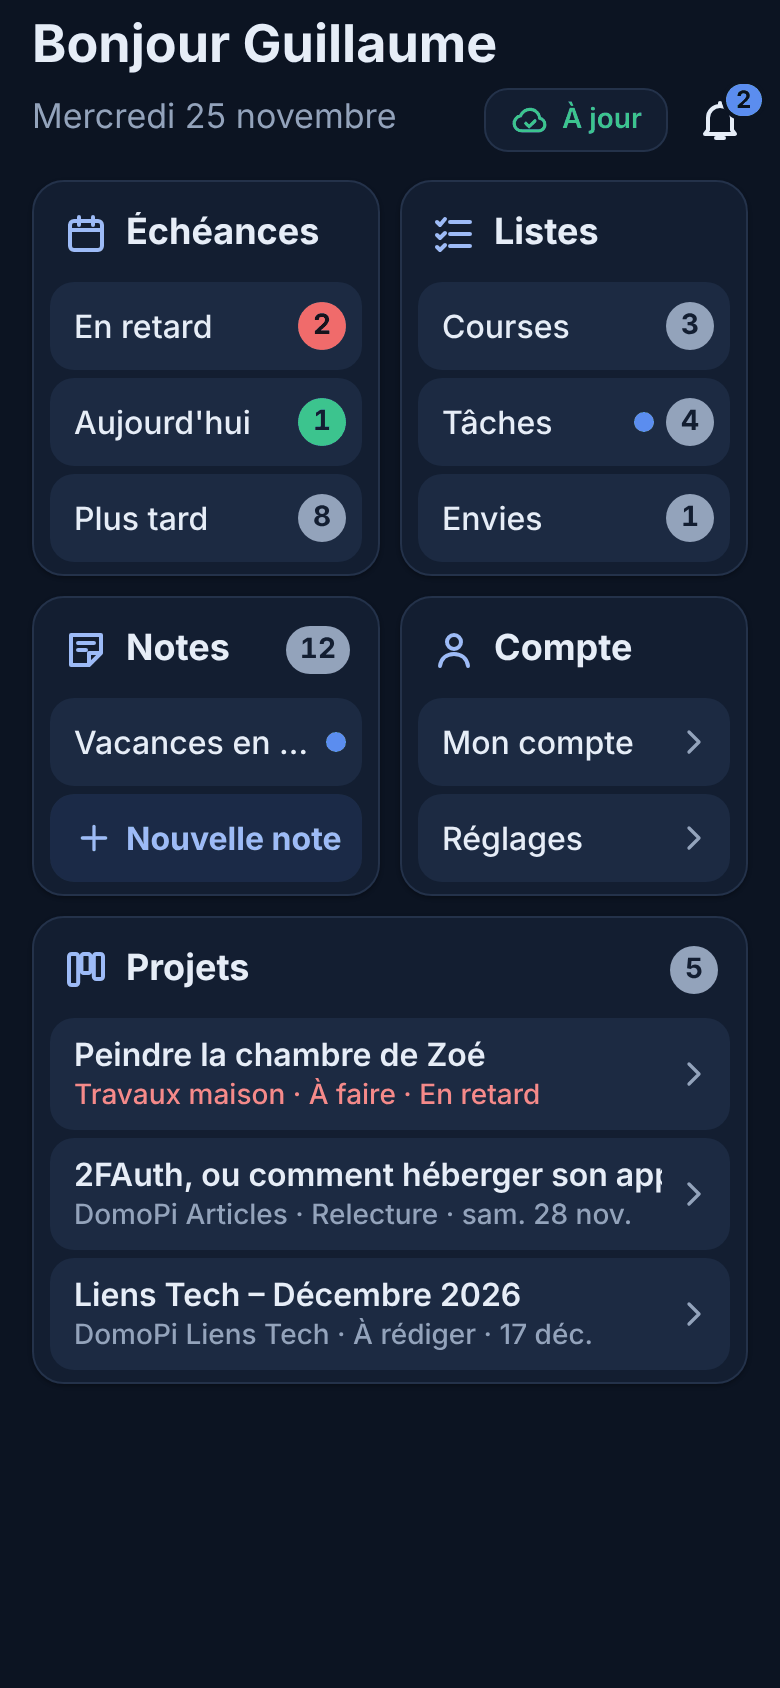 Bonjour Guillaume
Mercredi 25 novembre
À jour
2
Échéances
En retard 2
Aujourd'hui 1
Plus tard 8
Listes
Courses 3
Tâches 4
Envies 1
Notes 12
Vacances en ...
+ Nouvelle note
Compte
Mon compte
Réglages
Projets 5
Peindre la chambre de Zoé
Travaux maison · À faire · En retard
2FAuth, ou comment héberger son app
DomoPi Articles · Relecture · sam. 28 nov.
Liens Tech – Décembre 2026
DomoPi Liens Tech · À rédiger · 17 déc.